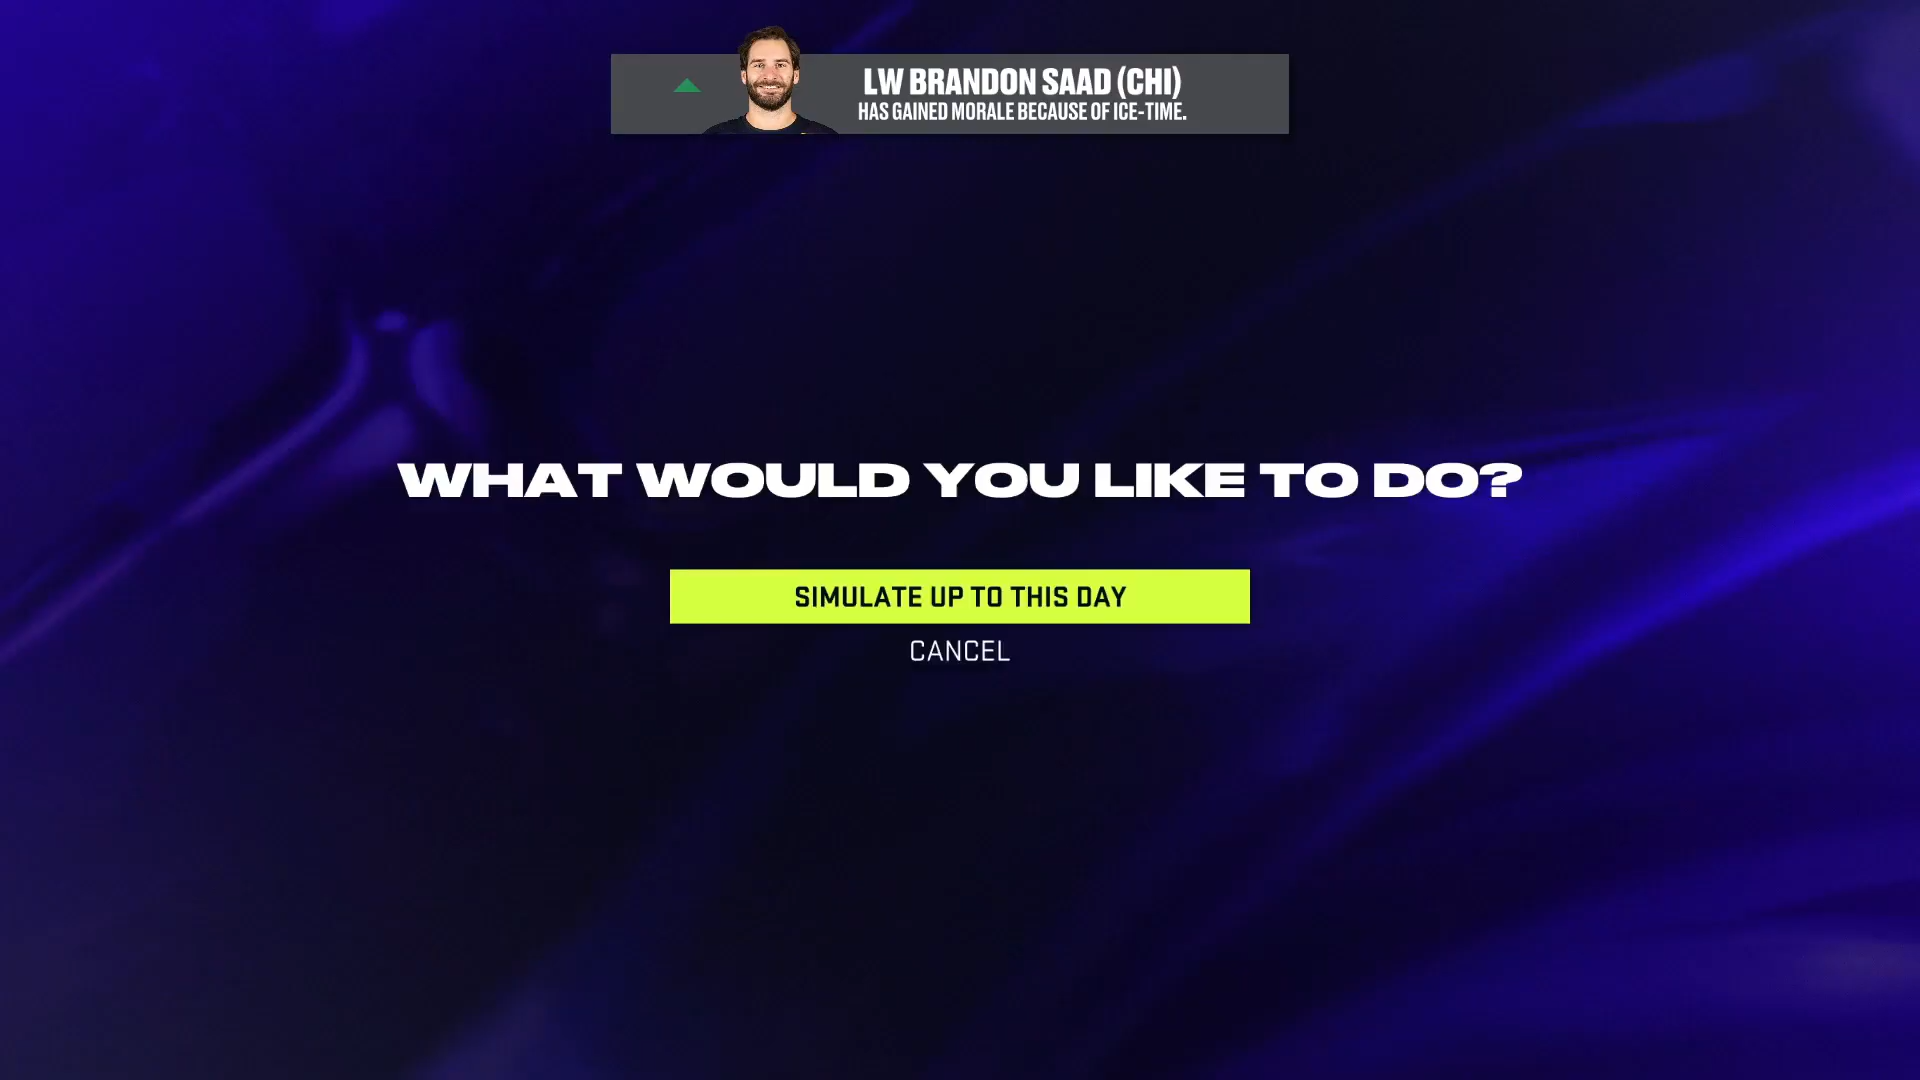 LW BRANDON SAAD (CHI)
HAS GAINED MORALE BECAUSE OF ICE-TIME.
WHAT WOULD YOU LIKE TO DO?
SIMULATE UP TO THIS DAY
CANCEL